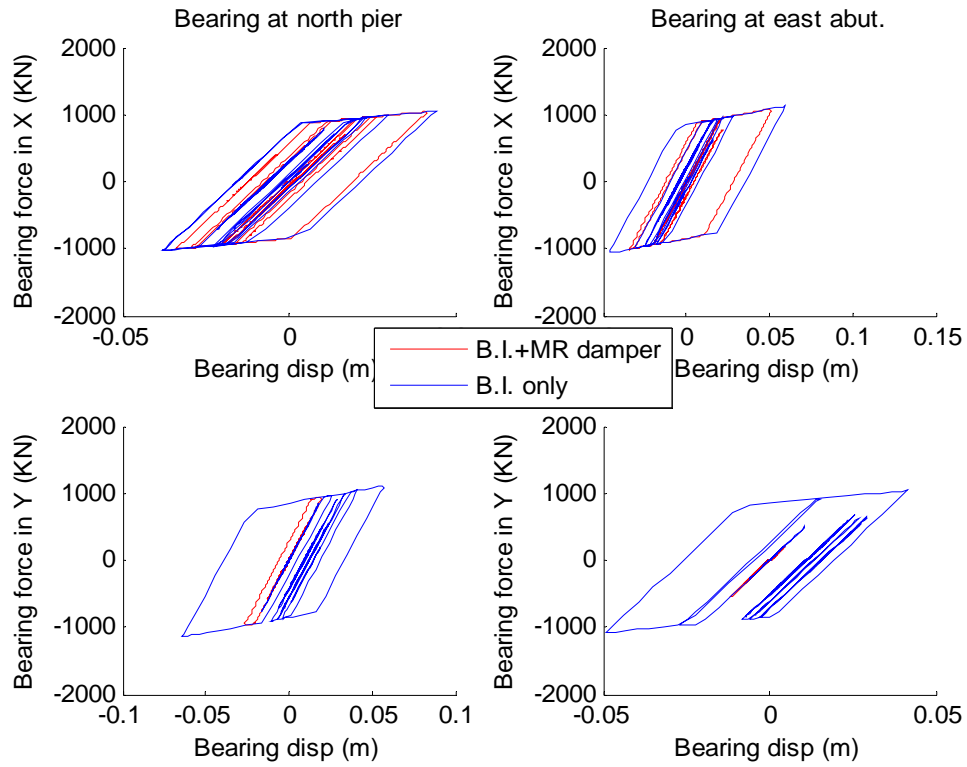 Bearing at north pier
Bearing at east abut.
2000
1000
0
-1000
-2000
Bearing force in X (KN)
-0.05
0
0.05
Bearing disp (m)
2000
1000
0
-1000
-2000
Bearing force in X (KN)
0
0.05
0.1
0.15
Bearing disp (m)
B.I.+MR damper
B.I. only
2000
1000
0
-1000
-2000
Bearing force in Y (KN)
-0.1
-0.05
0
0.05
0.1
Bearing disp (m)
2000
1000
0
-1000
-2000
Bearing force in Y (KN)
-0.05
0
0.05
Bearing disp (m)